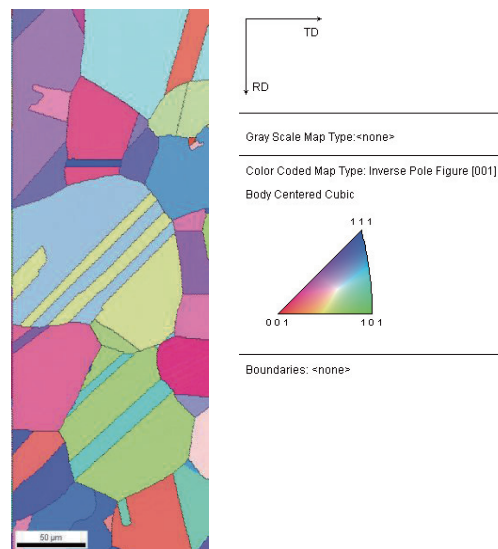 TD
RD
Gray Scale Map Type:<none>
Color Coded Map Type: Inverse Pole Figure [001]
Body Centered Cubic
1 1 1
0 0 1
1 0 1
Boundaries: <none>
50 µm